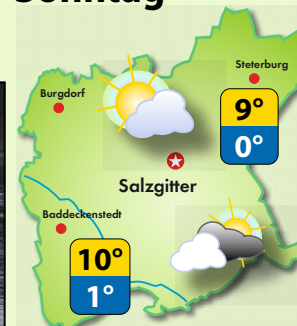 Sonntag
Steterburg
Burgdorf
9°
0°
Salzgitter
Baddeckenstedt
10°
1°